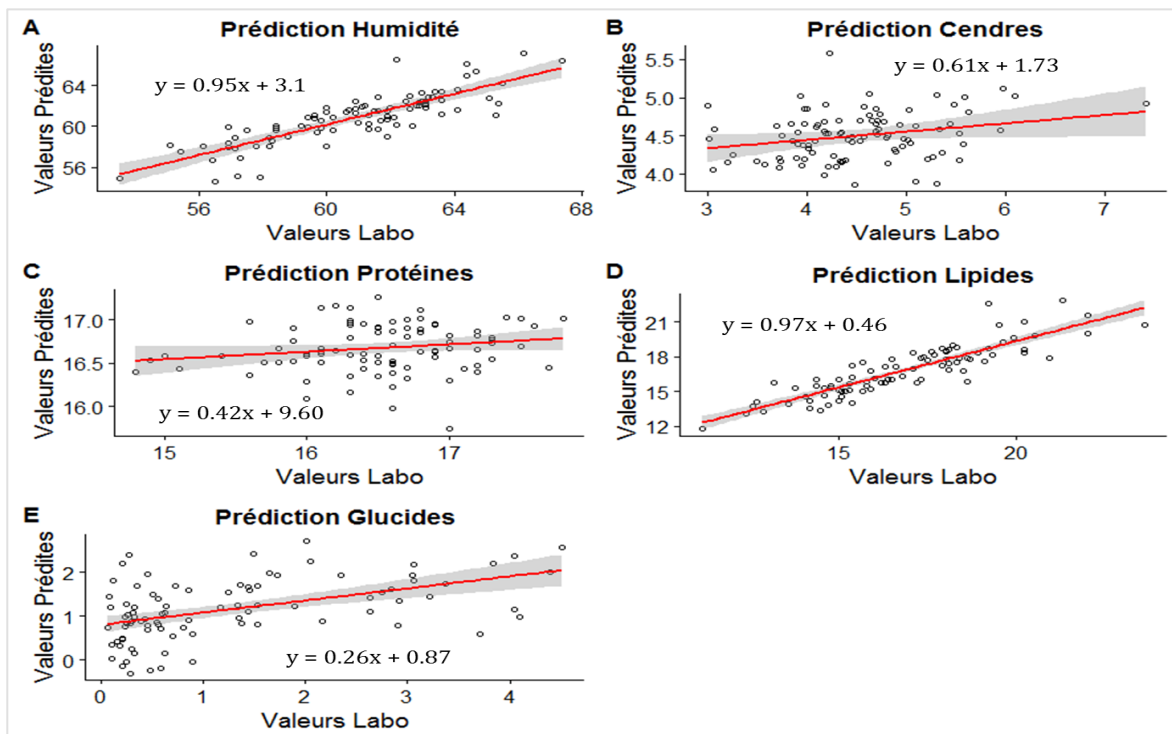 A Prédiction Humidité
Valeurs Prédites
64
60
56
y = 0.95x + 3.1
56 60 64 68
Valeurs Labo
B Prédiction Cendres
Valeurs Prédites
5.5
5.0
4.5
4.0
y = 0.61x + 1.73
3 4 5 6 7
Valeurs Labo
C Prédiction Protéines
Valeurs Prédites
17.0
16.5
16.0
y = 0.42x + 9.60
15 16 17
Valeurs Labo
D Prédiction Lipides
Valeurs Prédites
21
18
15
12
y = 0.97x + 0.46
15 20
Valeurs Labo
E Prédiction Glucides
Valeurs Prédites
2
1
0
y = 0.26x + 0.87
0 1 2 3 4
Valeurs Labo